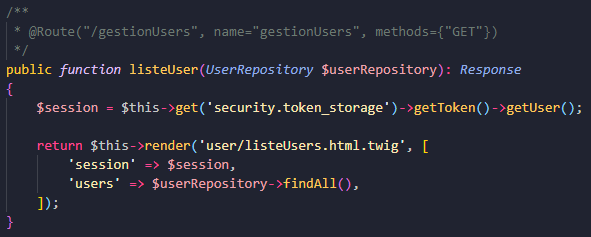 /**
 * @Route("/gestionUsers", name="gestionUsers", methods={"GET"})
 */
public function listeUser(UserRepository $userRepository): Response
{
    $session = $this->get('security.token_storage')->getToken()->getUser();

    return $this->render('user/listeUsers.html.twig', [
        'session' => $session,
        'users' => $userRepository->findAll(),
    ]);
}